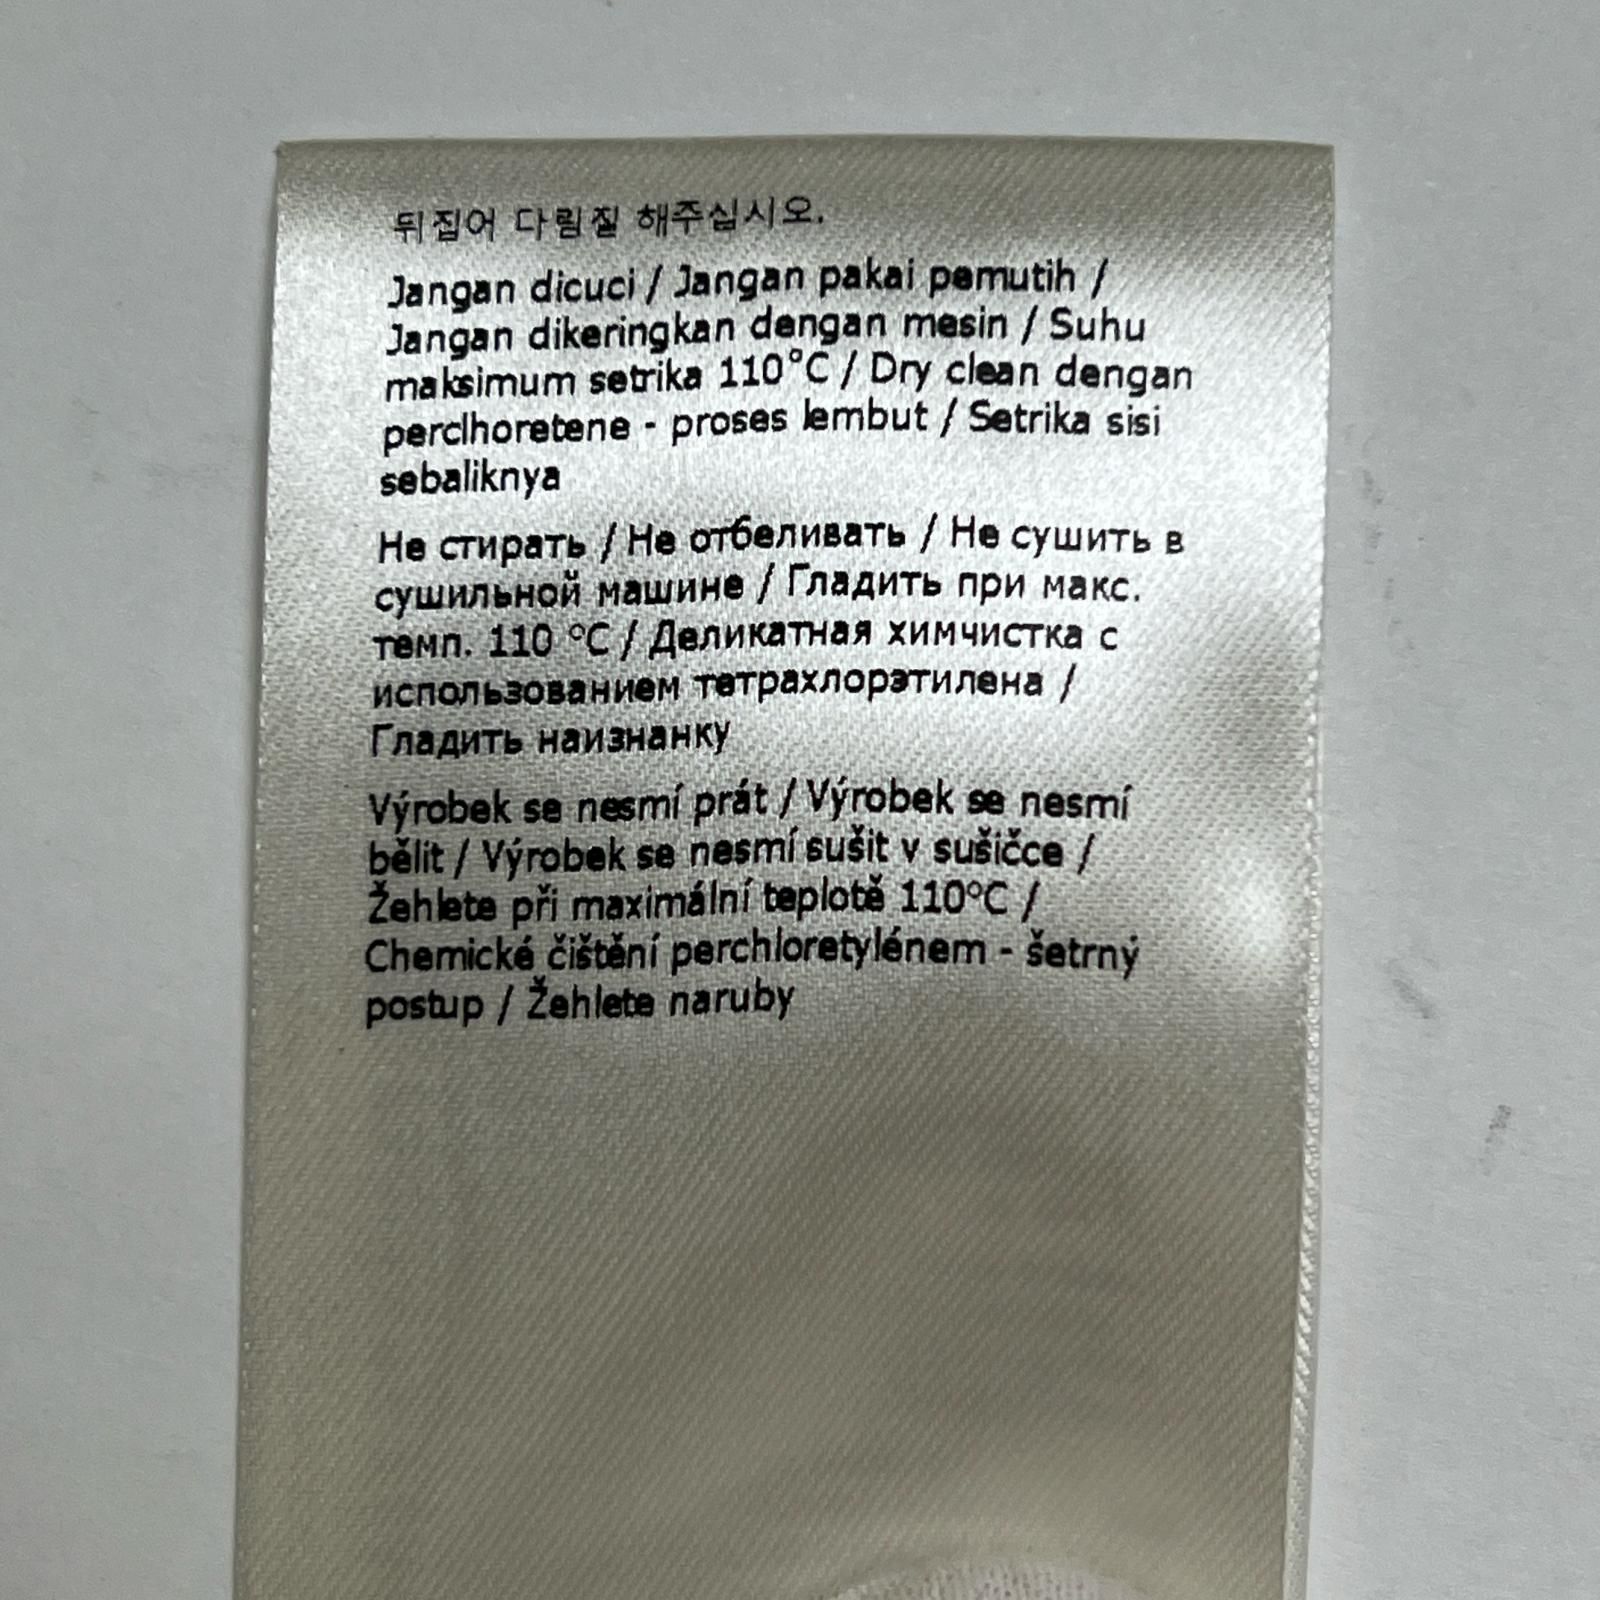 뒤집어 다림질 해주십시오.
Jangan dicuci / Jangan pakai pemutih /
Jangan dikeringkan dengan mesin / Suhu
maksimum setrika 110°C / Dry clean dengan
perclhoretene - proses lembut / Setrika sisi
sebaliknya
Не стирать / Не отбеливать / Не сушить в
сушильной машине / Гладить при макс.
темп. 110 °C / Деликатная химчистка с
использованием тетрахлорэтилена /
Гладить наизнанку
Výrobek se nesmí prát / Výrobek se nesmí
bělit / Výrobek se nesmí sušit v sušičce /
Žehlete při maximální teplotě 110°C /
Chemické čištění perchloretylénem - šetrný
postup / Žehlete naruby